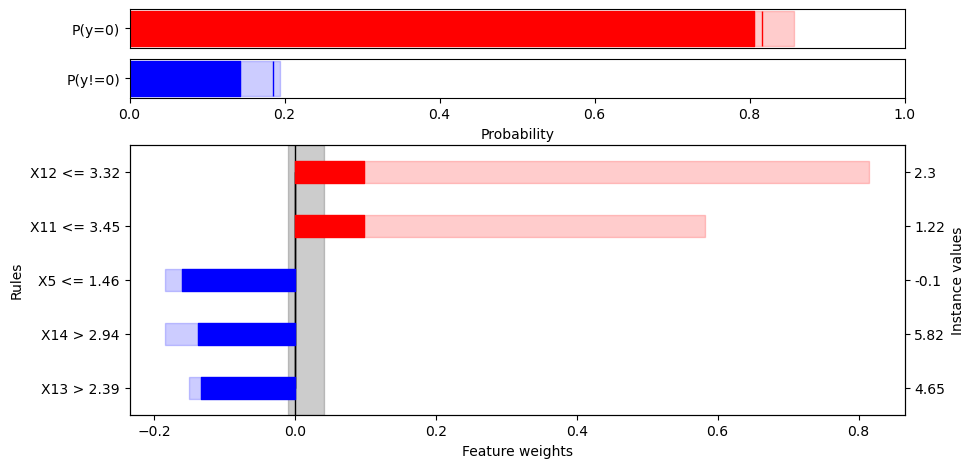 P(y=0)
P(y!=0)
0.0 0.2 0.4 0.6 0.8 1.0
Probability
X12 <= 3.32 2.3
X11 <= 3.45 1.22
X5 <= 1.46 -0.1
X14 > 2.94 5.82
X13 > 2.39 4.65
Rules
Instance values
−0.2 0.0 0.2 0.4 0.6 0.8
Feature weights